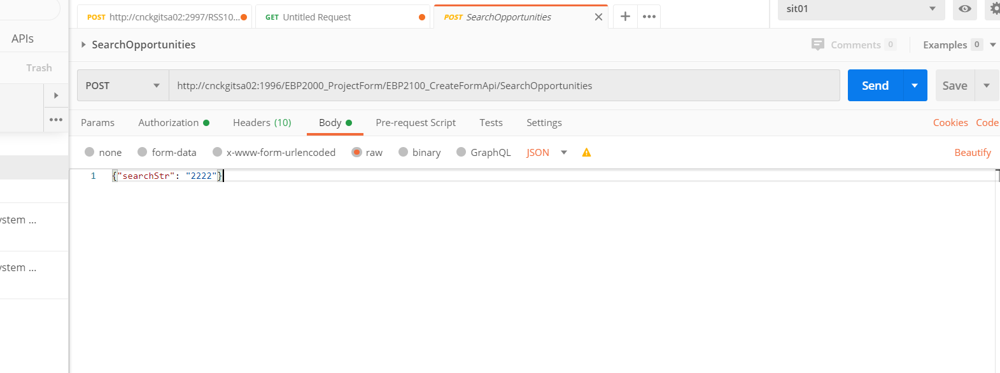 POST http://cnckgitsa02:2997/RSS10...
GET Untitled Request
POST SearchOpportunities
sit01
APIs
SearchOpportunities
Comments 0
Examples 0
Trash
POST
http://cnckgitsa02:1996/EBP2000_ProjectForm/EBP2100_CreateFormApi/SearchOpportunities
Send
Save
Params Authorization Headers (10) Body Pre-request Script Tests Settings Cookies Code
none form-data x-www-form-urlencoded raw binary GraphQL JSON Beautify
1 {"searchStr": "2222"}
ystem ...
ystem ...